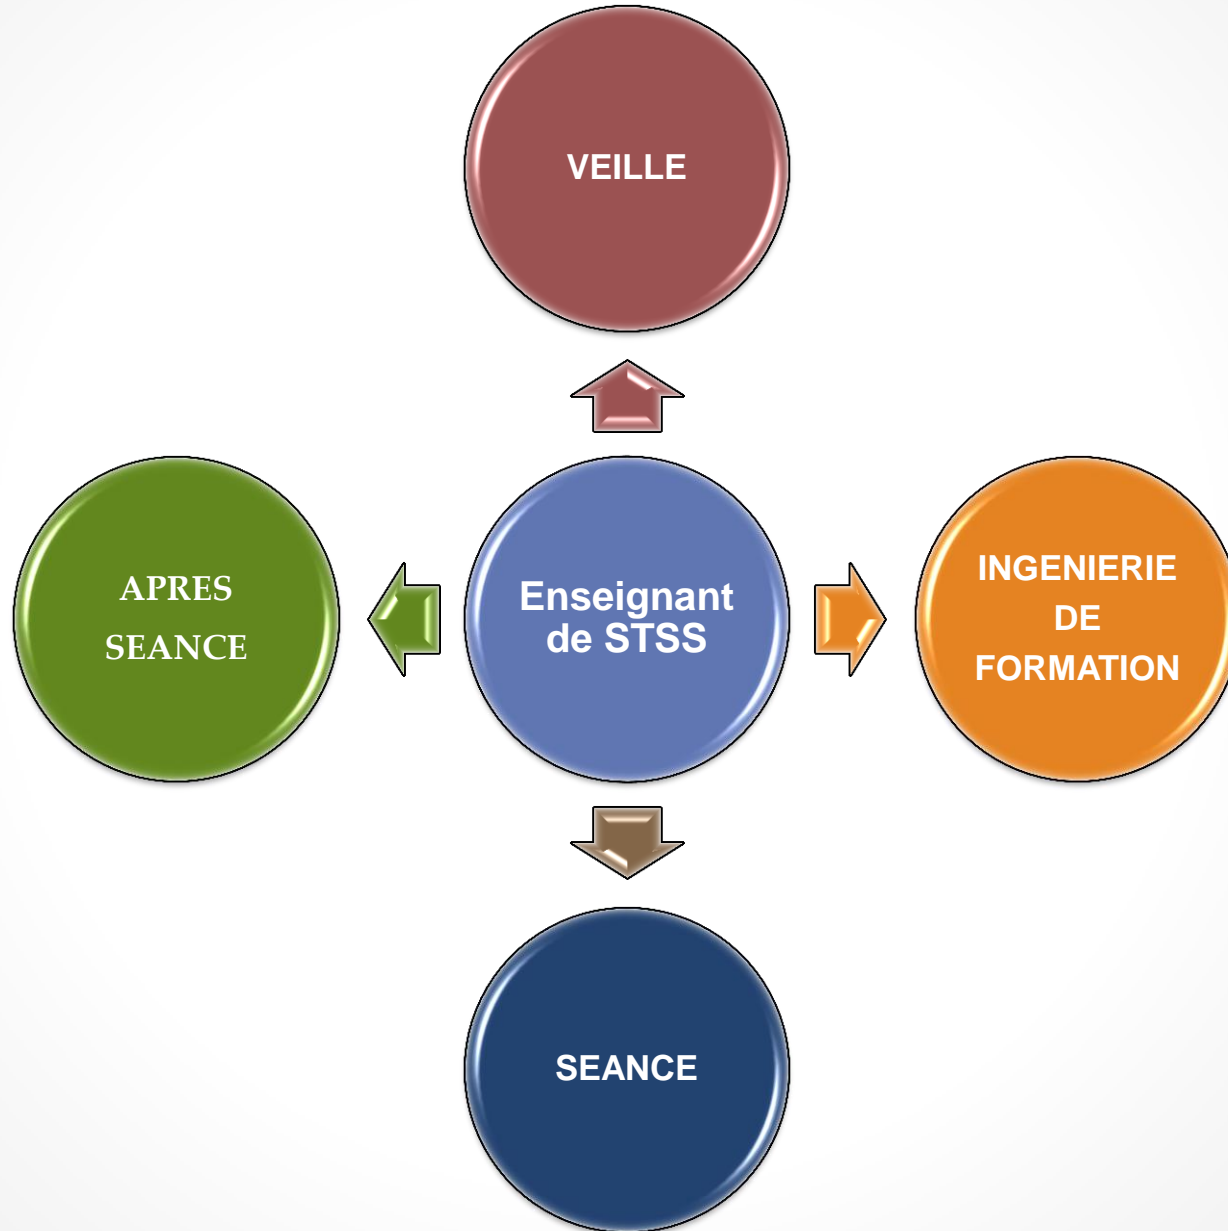 VEILLE
APRES
SEANCE
Enseignant
de STSS
INGENIERIE
DE
FORMATION
SEANCE